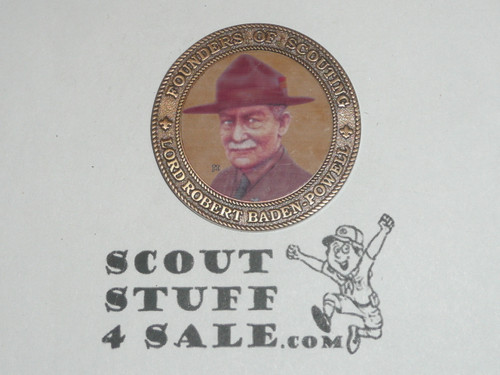 FOUNDERS OF SCOUTING
LORD ROBERT BADEN-POWELL
SCOUT
STUFF
4 SALE.COM